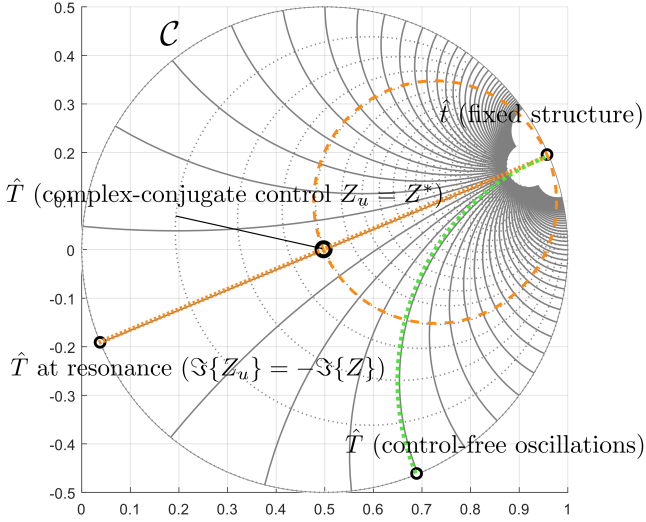 0.5
𝒞
0.4
0.3
t̂ (fixed structure)
0.2
T̂ (complex-conjugate control Z_u = Z*)
0
-0.1
-0.2
T̂ at resonance (ℑ{Z_u} = −ℑ{Z})
-0.3
T̂ (control-free oscillations)
-0.4
-0.5
0 0.1 0.2 0.3 0.4 0.5 0.6 0.7 0.8 0.9 1